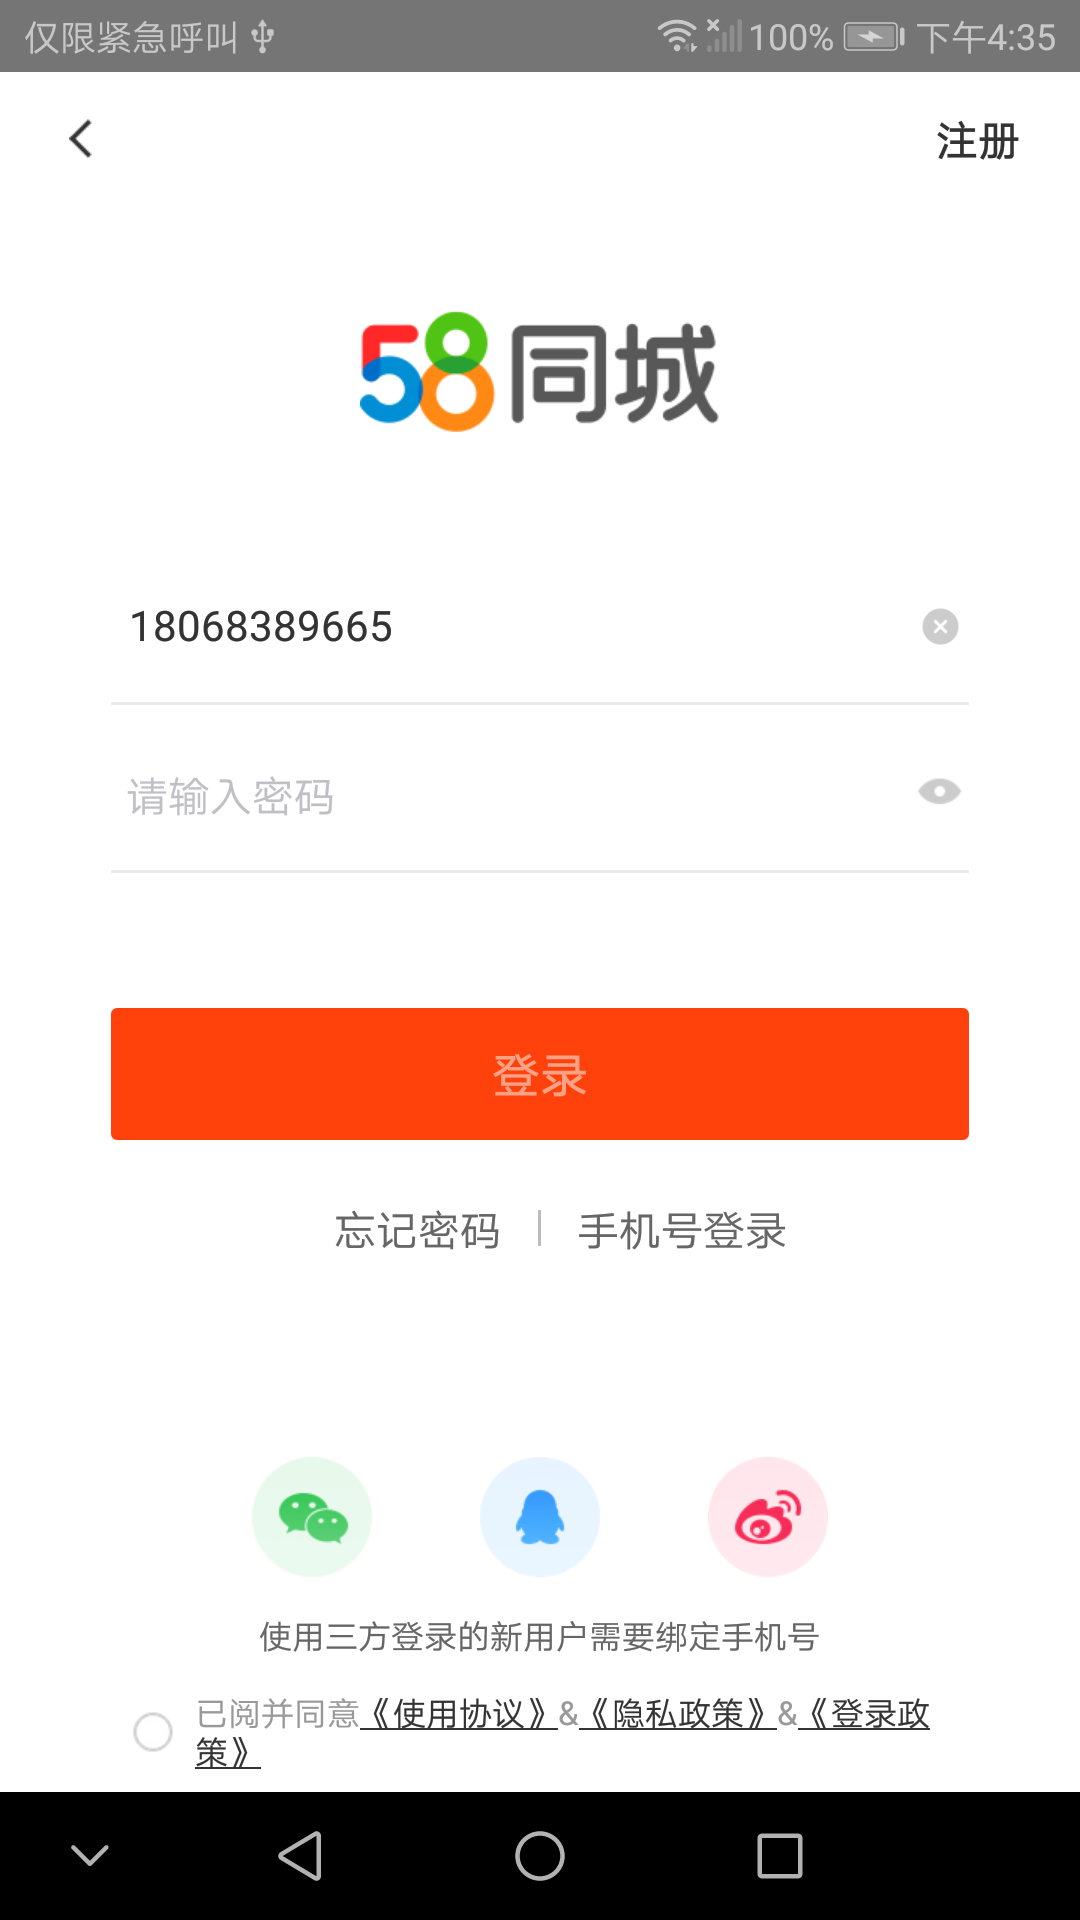 仅限紧急呼叫 100% 下午4:35
注册
58同城
18068389665
请输入密码
登录
忘记密码 | 手机号登录
使用三方登录的新用户需要绑定手机号
已阅并同意《使用协议》&《隐私政策》&《登录政
策》